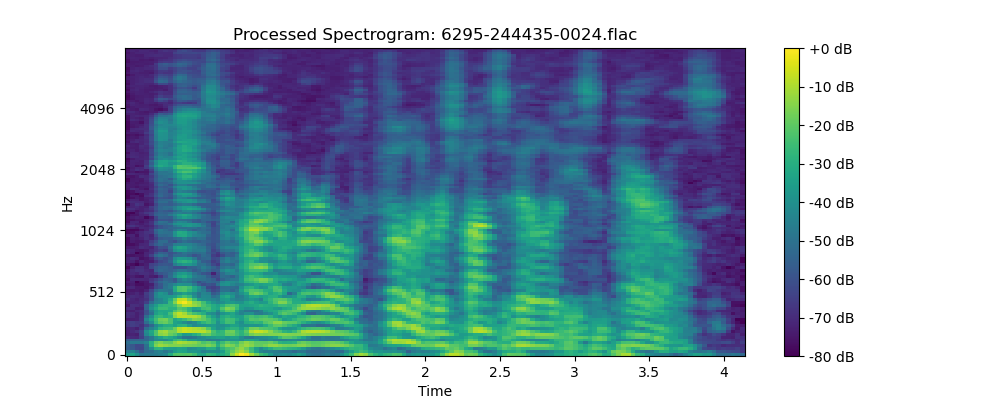 Processed Spectrogram: 6295-244435-0024.flac
Hz
4096
2048
1024
512
0
0 0.5 1 1.5 2 2.5 3 3.5 4
Time
+0 dB
-10 dB
-20 dB
-30 dB
-40 dB
-50 dB
-60 dB
-70 dB
-80 dB